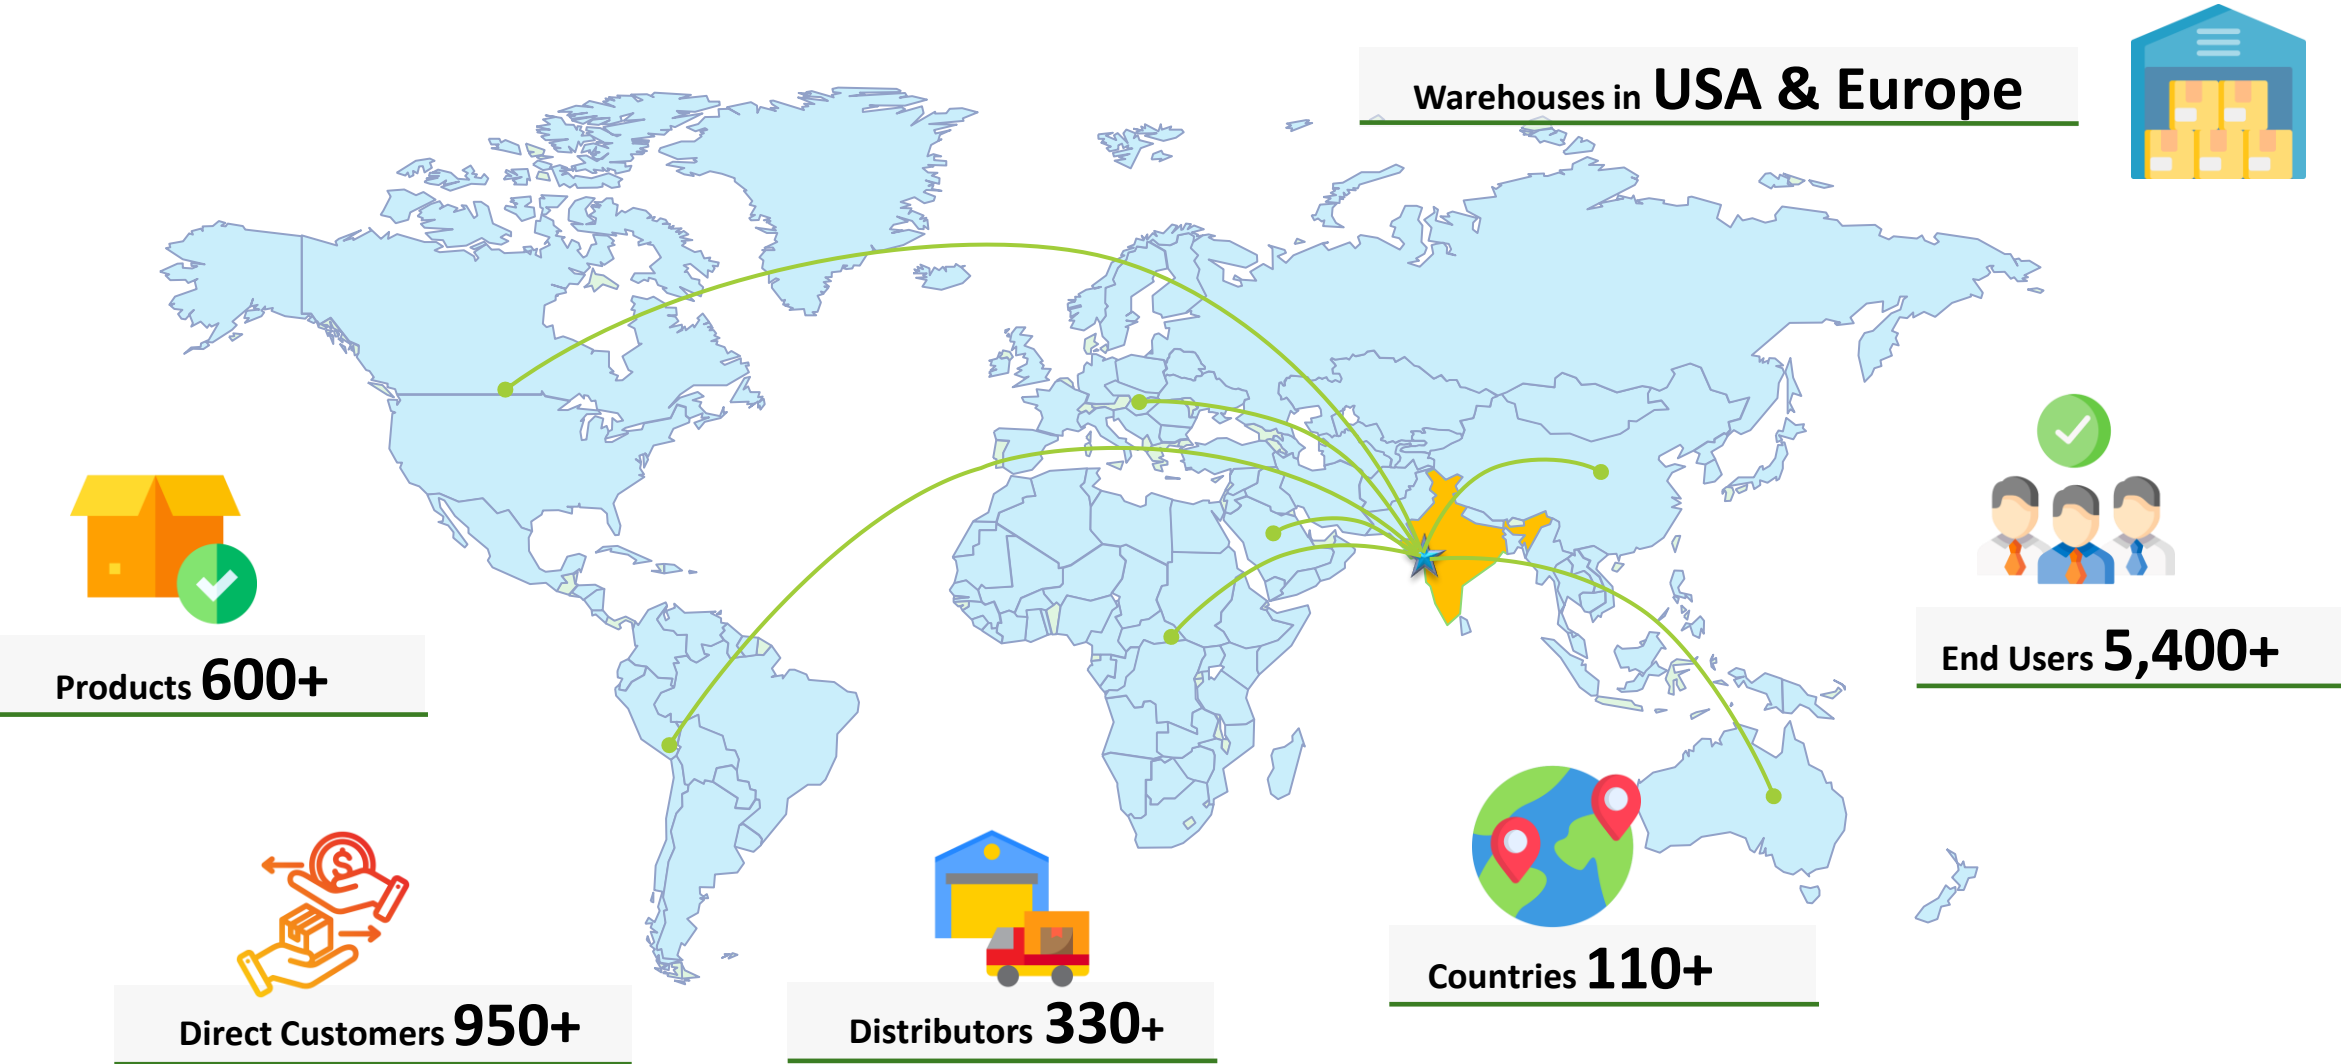 Warehouses in USA & Europe
Products 600+
End Users 5,400+
Direct Customers 950+
Distributors 330+
Countries 110+